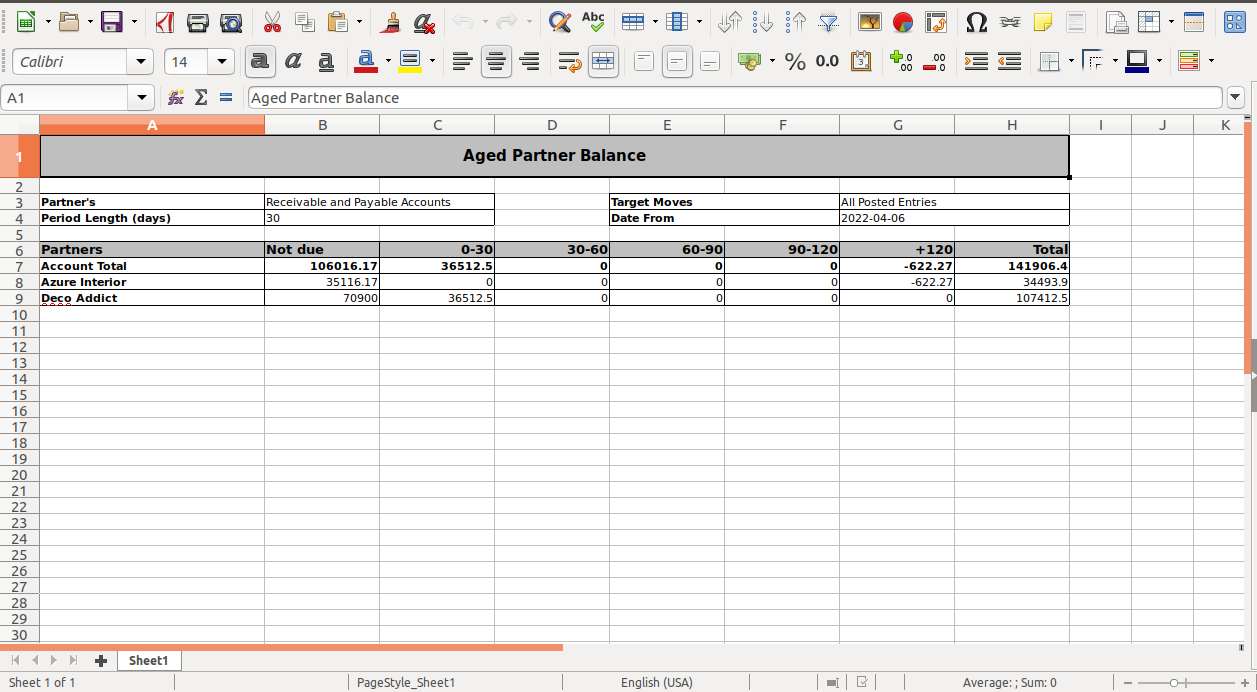 Abc
a a a a
Ω
% 0.0 3 .00 .00
Calibri 14
A1 Aged Partner Balance
A B C D E F G H I J K
1 Aged Partner Balance
2
3 Partner's Receivable and Payable Accounts Target Moves All Posted Entries
4 Period Length (days) 30 Date From 2022-04-06
5
6 Partners Not due 0-30 30-60 60-90 90-120 +120 Total
7 Account Total 106016.17 36512.5 0 0 0 -622.27 141906.4
8 Azure Interior 35116.17 0 0 0 0 -622.27 34493.9
9 Deco Addict 70900 36512.5 0 0 0 0 107412.5
10
11
12
13
14
15
16
17
18
19
20
21
22
23
24
25
26
27
28
29
30
Sheet1
Sheet 1 of 1 PageStyle_Sheet1 English (USA) Average: ; Sum: 0